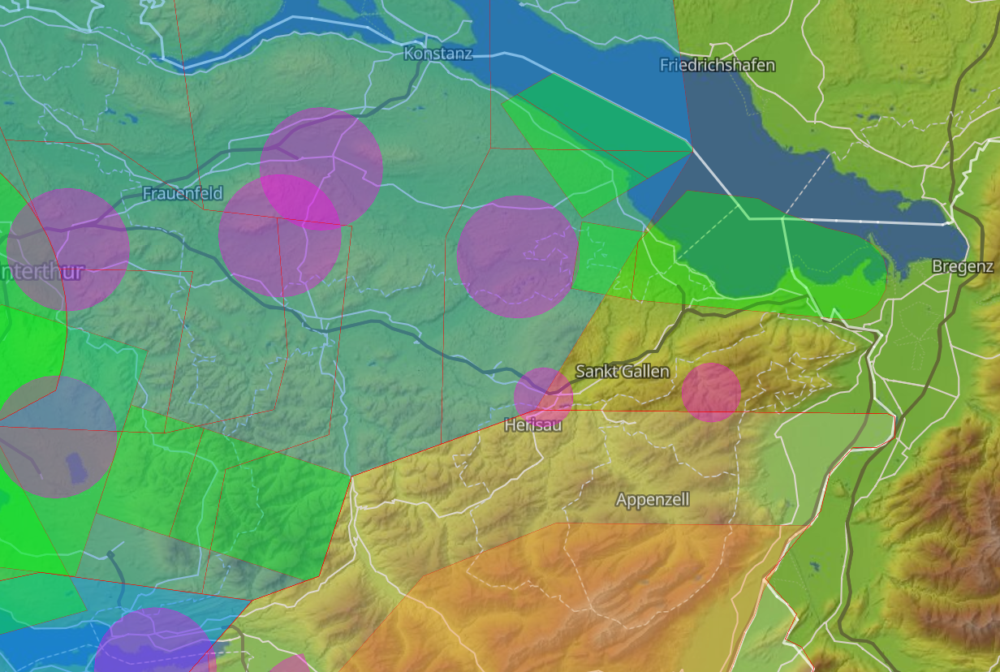 Konstanz
Friedrichshafen
Frauenfeld
nterthur
Bregenz
Sankt Gallen
Herisau
Appenzell